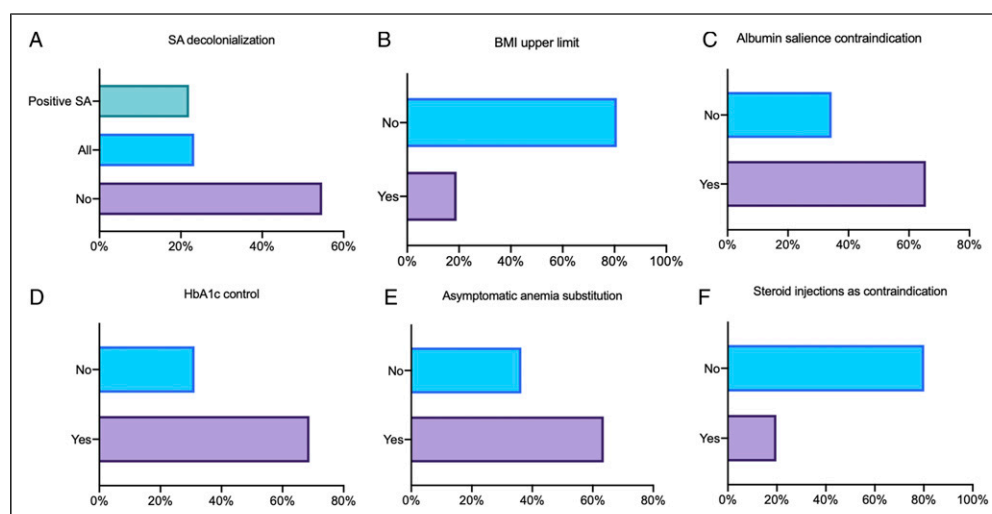 A
SA decolonialization
Positive SA
All
No
0% 20% 40% 60%
B
BMI upper limit
No
Yes
0% 20% 40% 60% 80% 100%
C
Albumin salience contraindication
No
Yes
0% 20% 40% 60% 80%
D
HbA1c control
No
Yes
0% 20% 40% 60% 80%
E
Asymptomatic anemia substitution
No
Yes
0% 20% 40% 60% 80%
F
Steroid injections as contraindication
No
Yes
0% 20% 40% 60% 80% 100%